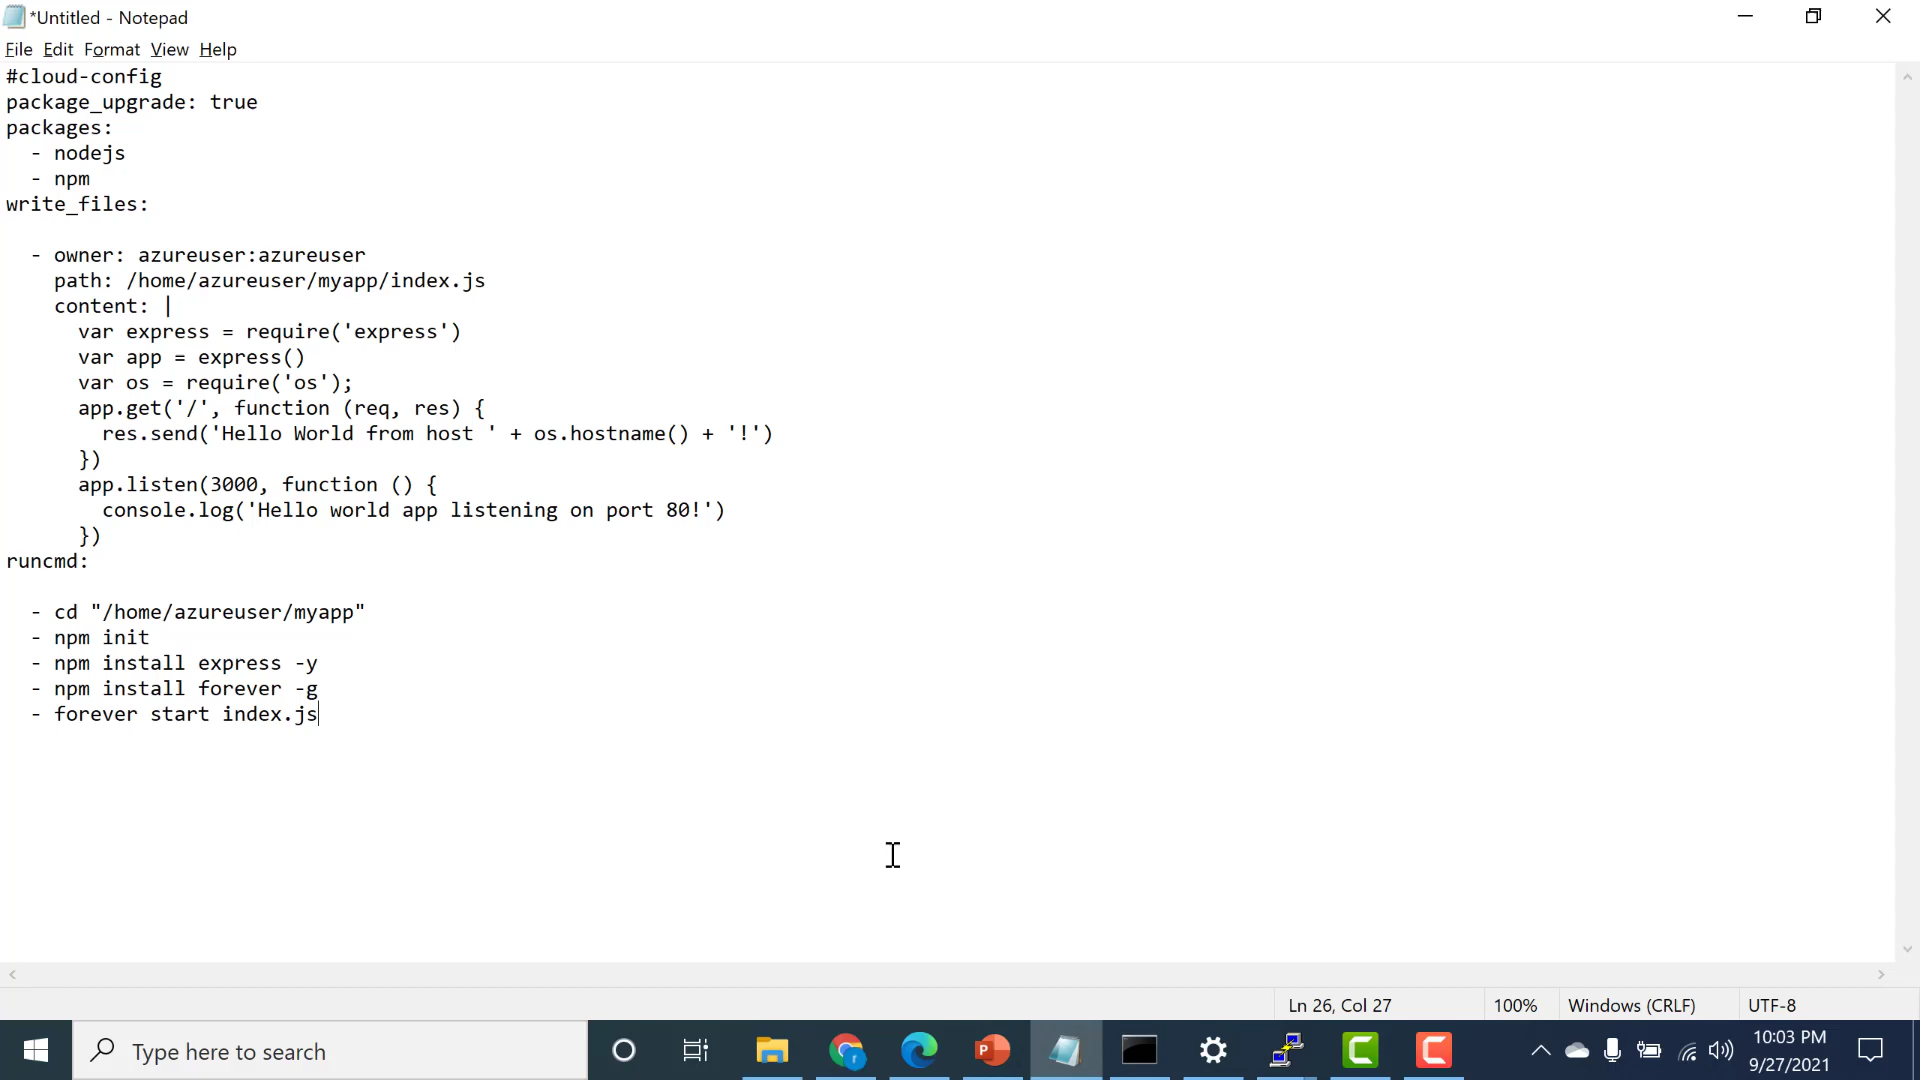 *Untitled - Notepad
File Edit Format View Help
#cloud-config
package_upgrade: true
packages:
  - nodejs
  - npm
write_files:
  - owner: azureuser:azureuser
    path: /home/azureuser/myapp/index.js
    content: |
      var express = require('express')
      var app = express()
      var os = require('os');
      app.get('/', function (req, res) {
        res.send('Hello World from host ' + os.hostname() + '!')
      })
      app.listen(3000, function () {
        console.log('Hello world app listening on port 80!')
      })
runcmd:
  - cd "/home/azureuser/myapp"
  - npm init
  - npm install express -y
  - npm install forever -g
  - forever start index.js
Ln 26, Col 27 100% Windows (CRLF) UTF-8
Type here to search
10:03 PM
9/27/2021